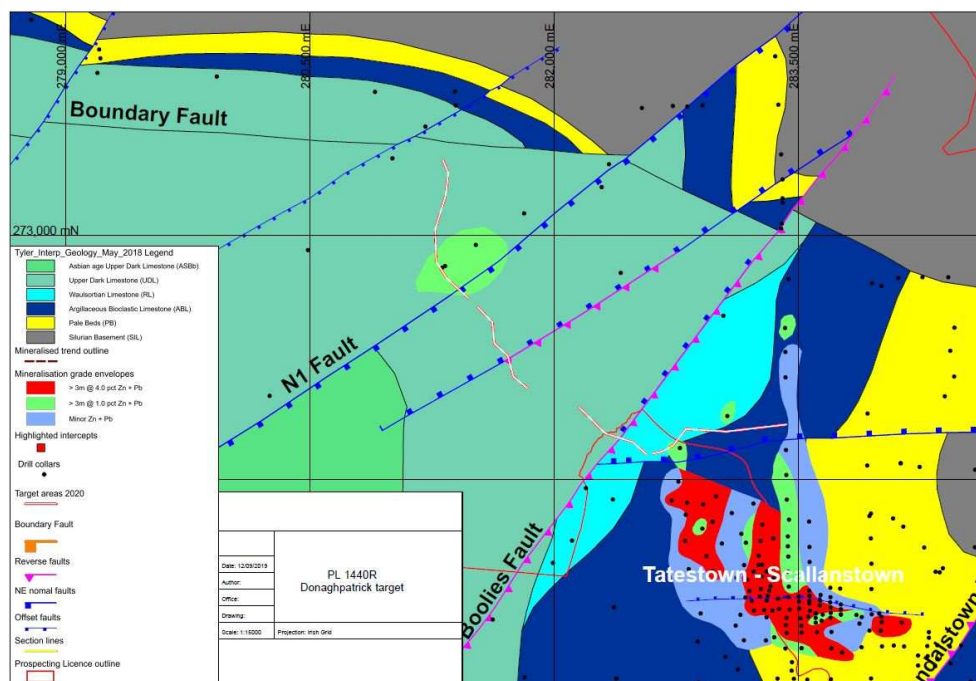 279,000 mE
280,500 mE
282,000 mE
283,500 mE
Boundary Fault
273,000 mN
Tyler_Interp_Geology_May_2018 Legend
Asbian age Upper Dark Limestone (ASBb)
Upper Dark Limestone (UDL)
Waulsortian Limestone (RL)
Argillaceous Bioclastic Limestone (ABL)
Pale Beds (PB)
Silurian Basement (SIL)
Mineralised trend outline
Mineralisation grade envelopes
> 3m @ 4.0 pct Zn + Pb
> 3m @ 1.0 pct Zn + Pb
Minor Zn + Pb
Highlighted intercepts
Drill collars
Target areas 2020
Boundary Fault
Reverse faults
NE nomal faults
Offset faults
Section lines
Prospecting Licence outline
N1 Fault
Boolies Fault
Tatestown - Scallanstown
ndalstown
Date: 12/09/2019
Author:
Office:
Drawing:
Scale: 1:15000
Projection: Irish Grid
PL 1440R
Donaghpatrick target